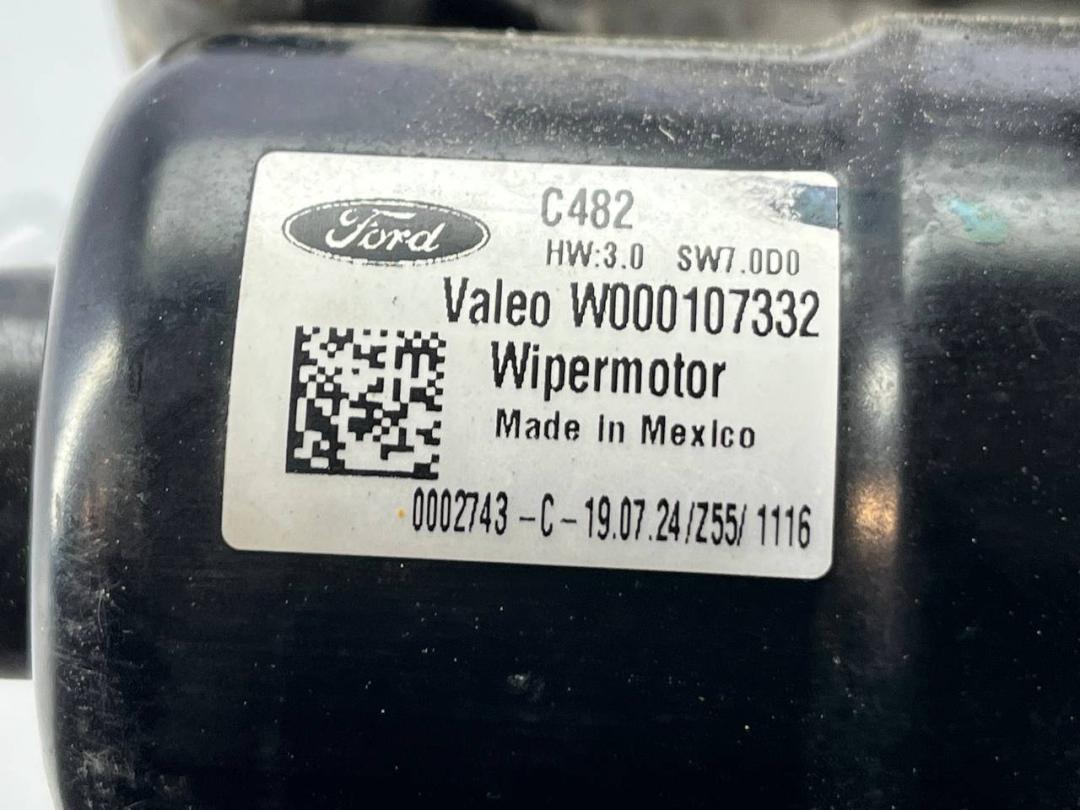 Ford
C482
HW:3.0 SW7.0D0
Valeo W000107332
Wipermotor
Made in Mexico
0002743 -C- 19.07.24/Z55/ 1116